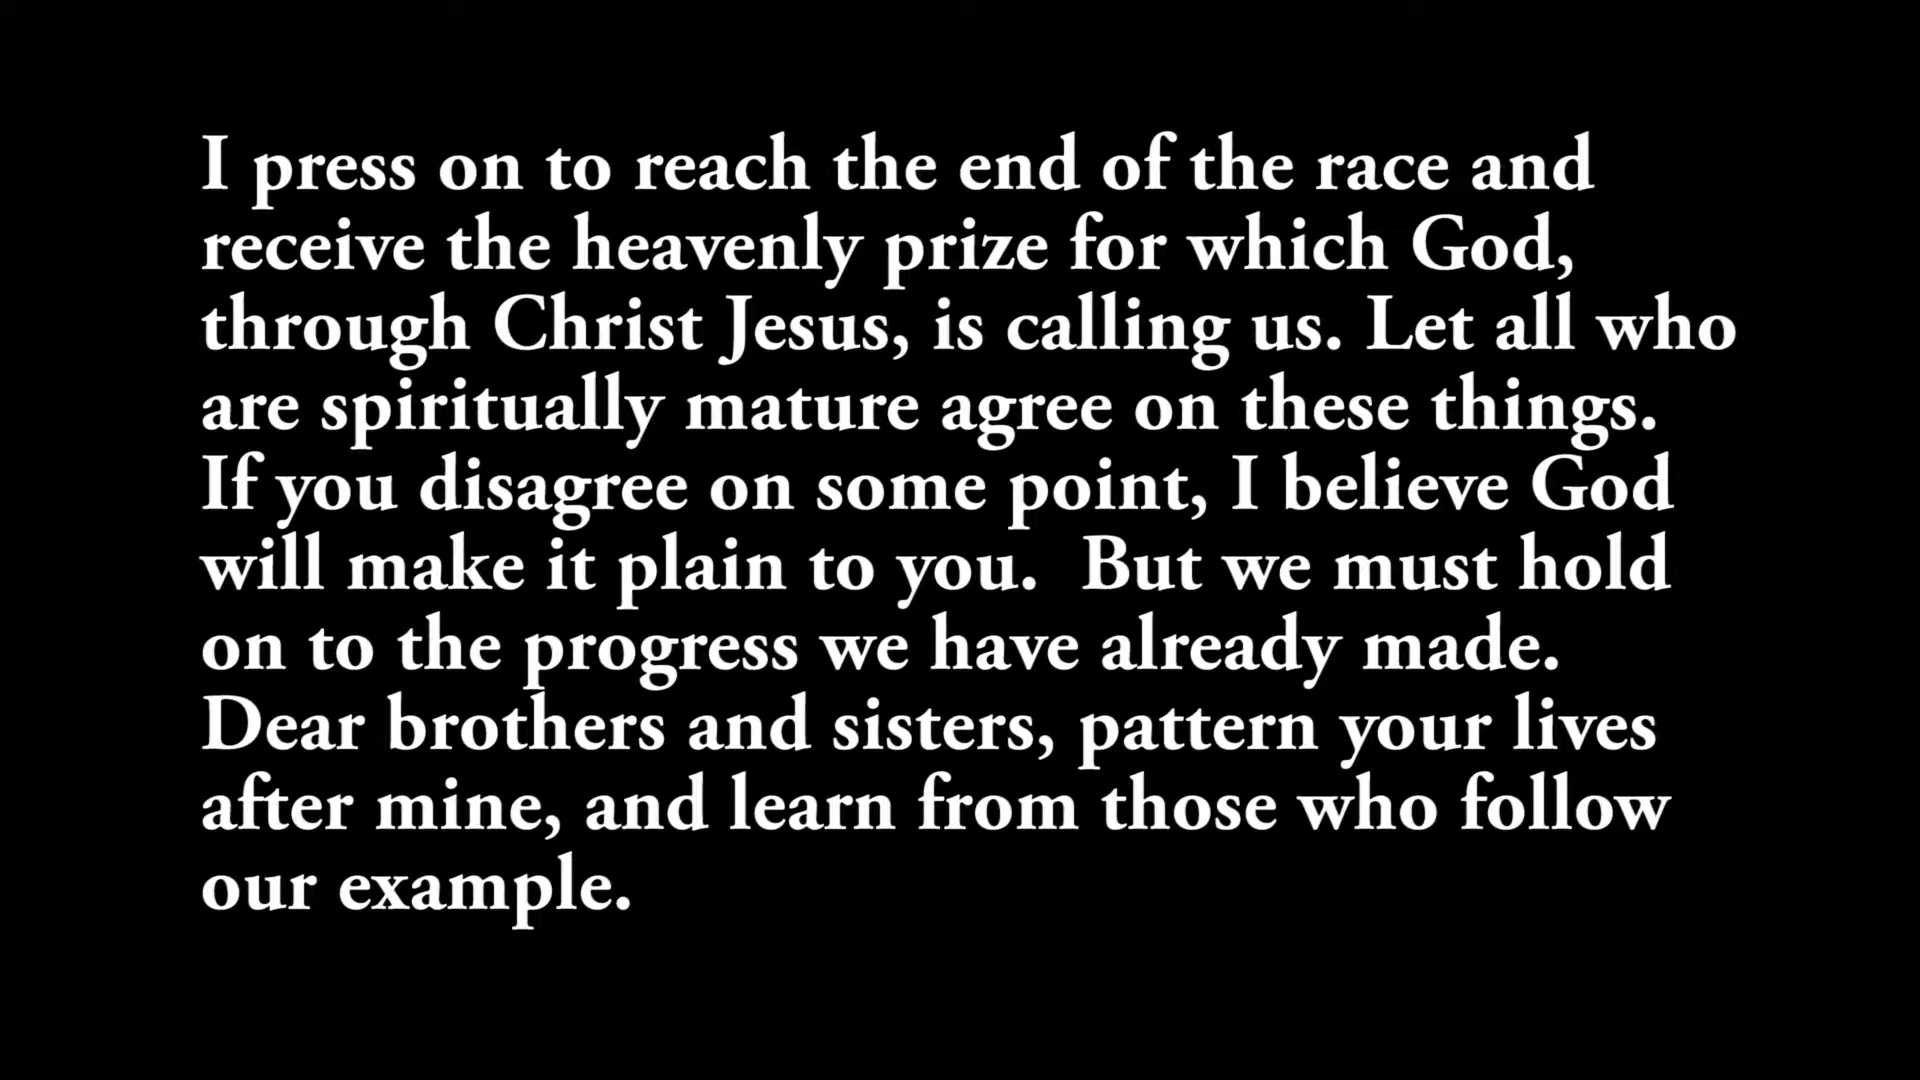 I press on to reach the end of the race and
receive the heavenly prize for which God,
through Christ Jesus, is calling us. Let all who
are spiritually mature agree on these things.
If you disagree on some point, I believe God
will make it plain to you.  But we must hold
on to the progress we have already made.
Dear brothers and sisters, pattern your lives
after mine, and learn from those who follow
our example.